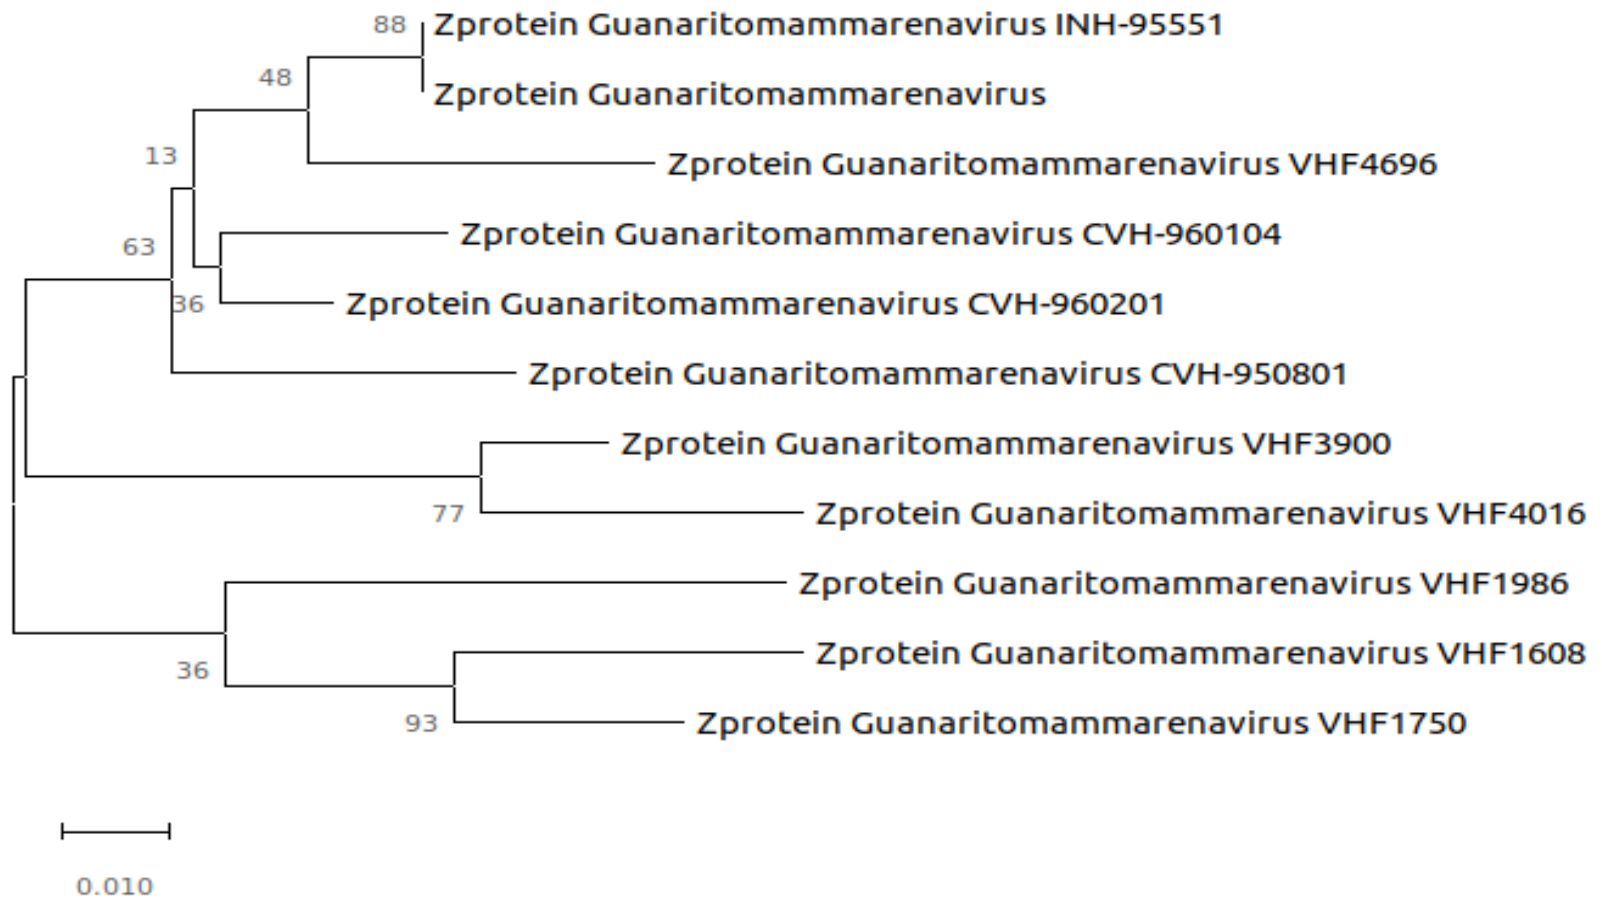 88
Zprotein Guanaritomammarenavirus INH-95551
48
Zprotein Guanaritomammarenavirus
13
Zprotein Guanaritomammarenavirus VHF4696
63
Zprotein Guanaritomammarenavirus CVH-960104
36
Zprotein Guanaritomammarenavirus CVH-960201
Zprotein Guanaritomammarenavirus CVH-950801
Zprotein Guanaritomammarenavirus VHF3900
77
Zprotein Guanaritomammarenavirus VHF4016
Zprotein Guanaritomammarenavirus VHF1986
36
Zprotein Guanaritomammarenavirus VHF1608
93
Zprotein Guanaritomammarenavirus VHF1750
0.010